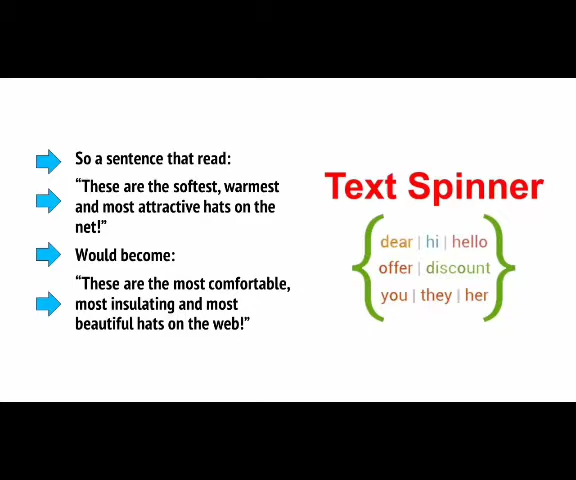 So a sentence that read:
“These are the softest, warmest
and most attractive hats on the
net!”
Would become:
“These are the most comfortable,
most insulating and most
beautiful hats on the web!”
Text Spinner
dear | hi | hello
offer | discount
you | they | her